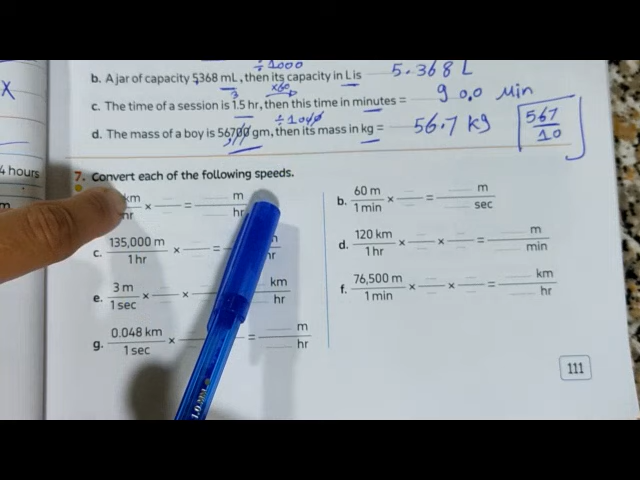 ÷1000
b. A jar of capacity 5368 mL, then its capacity in L is 5.368 L
x60
c. The time of a session is 1.5 hr, then this time in minutes = 90.0 Min
÷1000
d. The mass of a boy is 56700 gm, then its mass in kg = 56.7 kg
567/10
4 hours
7. Convert each of the following speeds.
km/hr × = m/hr
b. 60 m/1 min × = m/sec
c. 135,000 m/1 hr × =
d. 120 km/1 hr × × = m/min
e. 3 m/1 sec × × km/hr
f. 76,500 m/1 min × × = km/hr
g. 0.048 km/1 sec × = m/hr
111